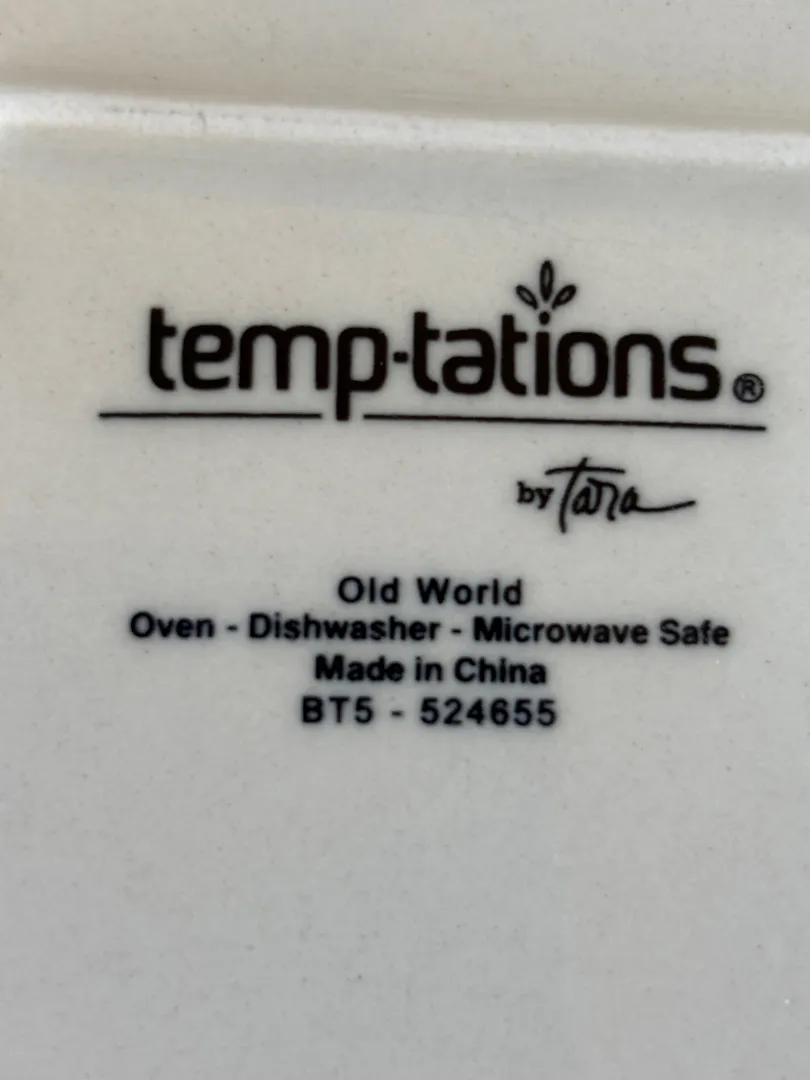 temp-tations®
by Tara
Old World
Oven - Dishwasher - Microwave Safe
Made in China
BT5 - 524655